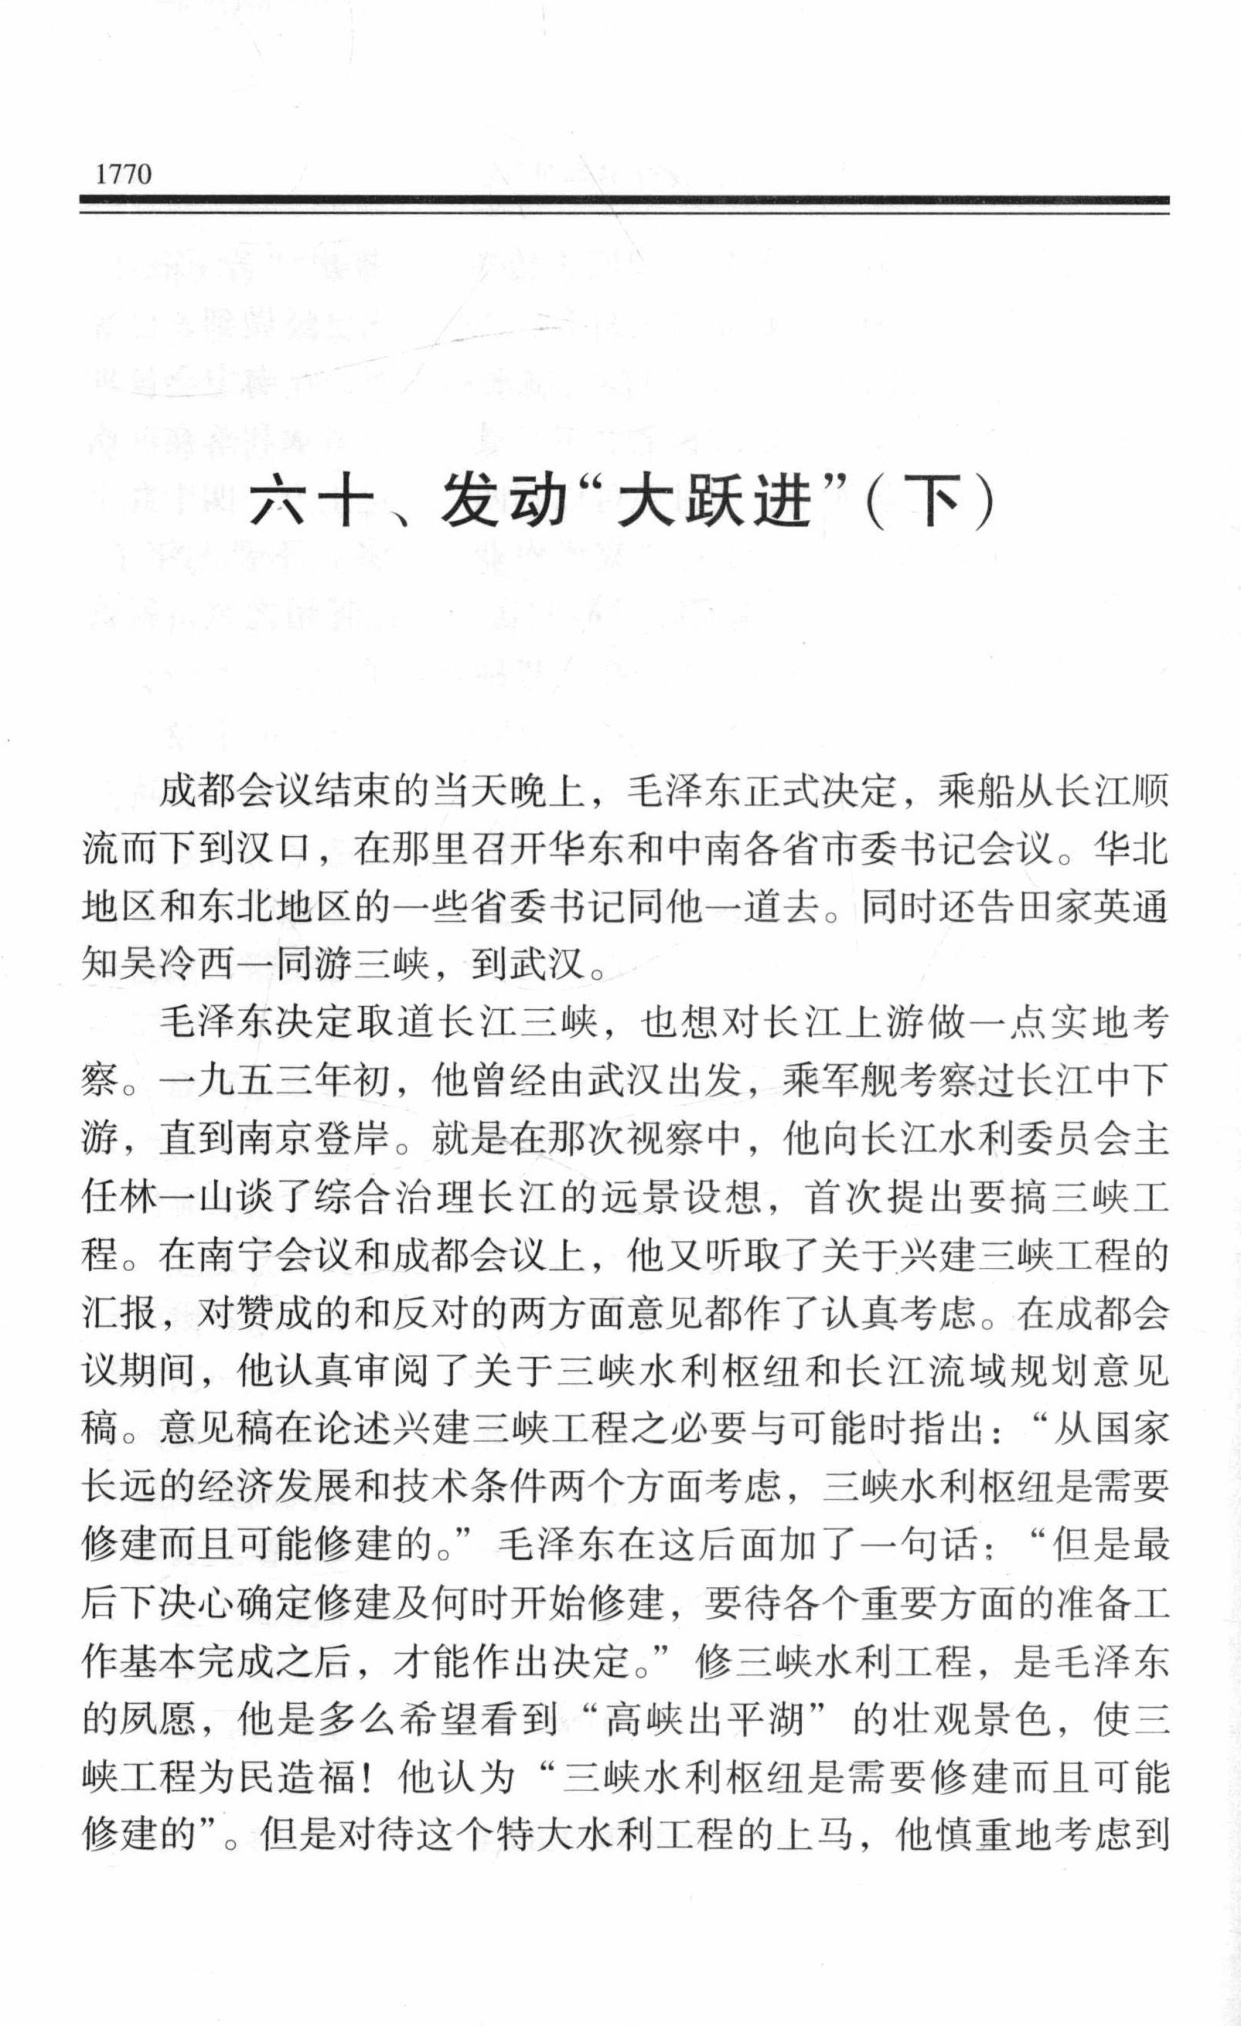 1770
六十、发动“大跃进”（下）
成都会议结束的当天晚上，毛泽东正式决定，乘船从长江顺
流而下到汉口，在那里召开华东和中南各省市委书记会议。华北
地区和东北地区的一些省委书记同他一道去。同时还告田家英通
知吴冷西一同游三峡，到武汉。
毛泽东决定取道长江三峡，也想对长江上游做一点实地考
察。一九五三年初，他曾经由武汉出发，乘军舰考察过长江中下
游，直到南京登岸。就是在那次视察中，他向长江水利委员会主
任林一山谈了综合治理长江的远景设想，首次提出要搞三峡工
程。在南宁会议和成都会议上，他又听取了关于兴建三峡工程的
汇报，对赞成的和反对的两方面意见都作了认真考虑。在成都会
议期间，他认真审阅了关于三峡水利枢纽和长江流域规划意见
稿。意见稿在论述兴建三峡工程之必要与可能时指出：“从国家
长远的经济发展和技术条件两个方面考虑，三峡水利枢纽是需要
修建而且可能修建的。”毛泽东在这后面加了一句话：“但是最
后下决心确定修建及何时开始修建，要待各个重要方面的准备工
作基本完成之后，才能作出决定。”修三峡水利工程，是毛泽东
的夙愿，他是多么希望看到“高峡出平湖”的壮观景色，使三
峡工程为民造福！他认为“三峡水利枢纽是需要修建而且可能
修建的”。但是对待这个特大水利工程的上马，他慎重地考虑到